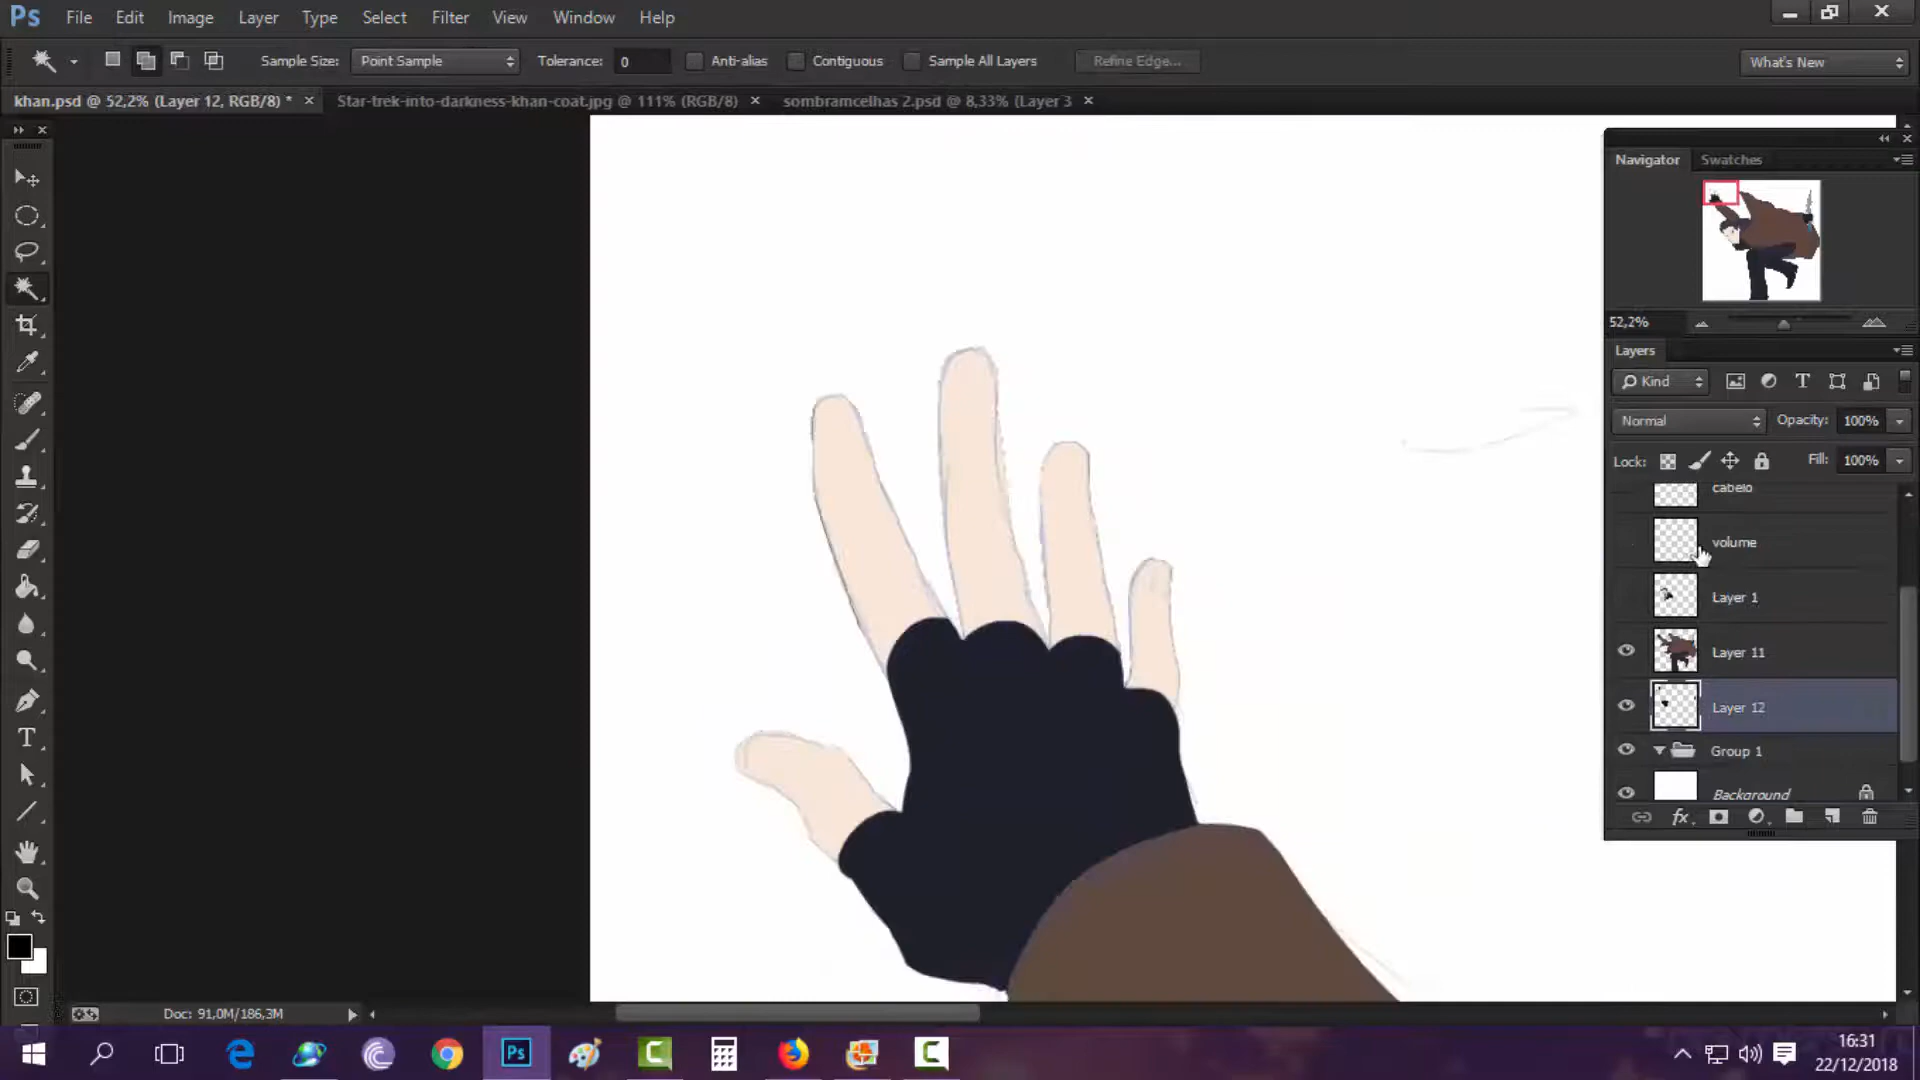 Ps File Edit Image Layer Type Select Filter View Window Help
Sample Size: Point Sample Tolerance: 0 Anti-alias Contiguous Sample All Layers Refine Edge... What's New
khan.psd @ 52,2% (Layer 12, RGB/8) * × Star-trek-into-darkness-khan-coat.jpg @ 111% (RGB/8) × sombramcelhas 2.psd @ 8,33% (Layer 3 ×
Navigator Swatches
52,2%
Layers
Kind
Normal Opacity: 100%
Lock: Fill: 100%
cabelo
volume
Layer 1
Layer 11
Layer 12
Group 1
Background
fx
Doc: 91,0M/186,3M
Ps
16:31
22/12/2018